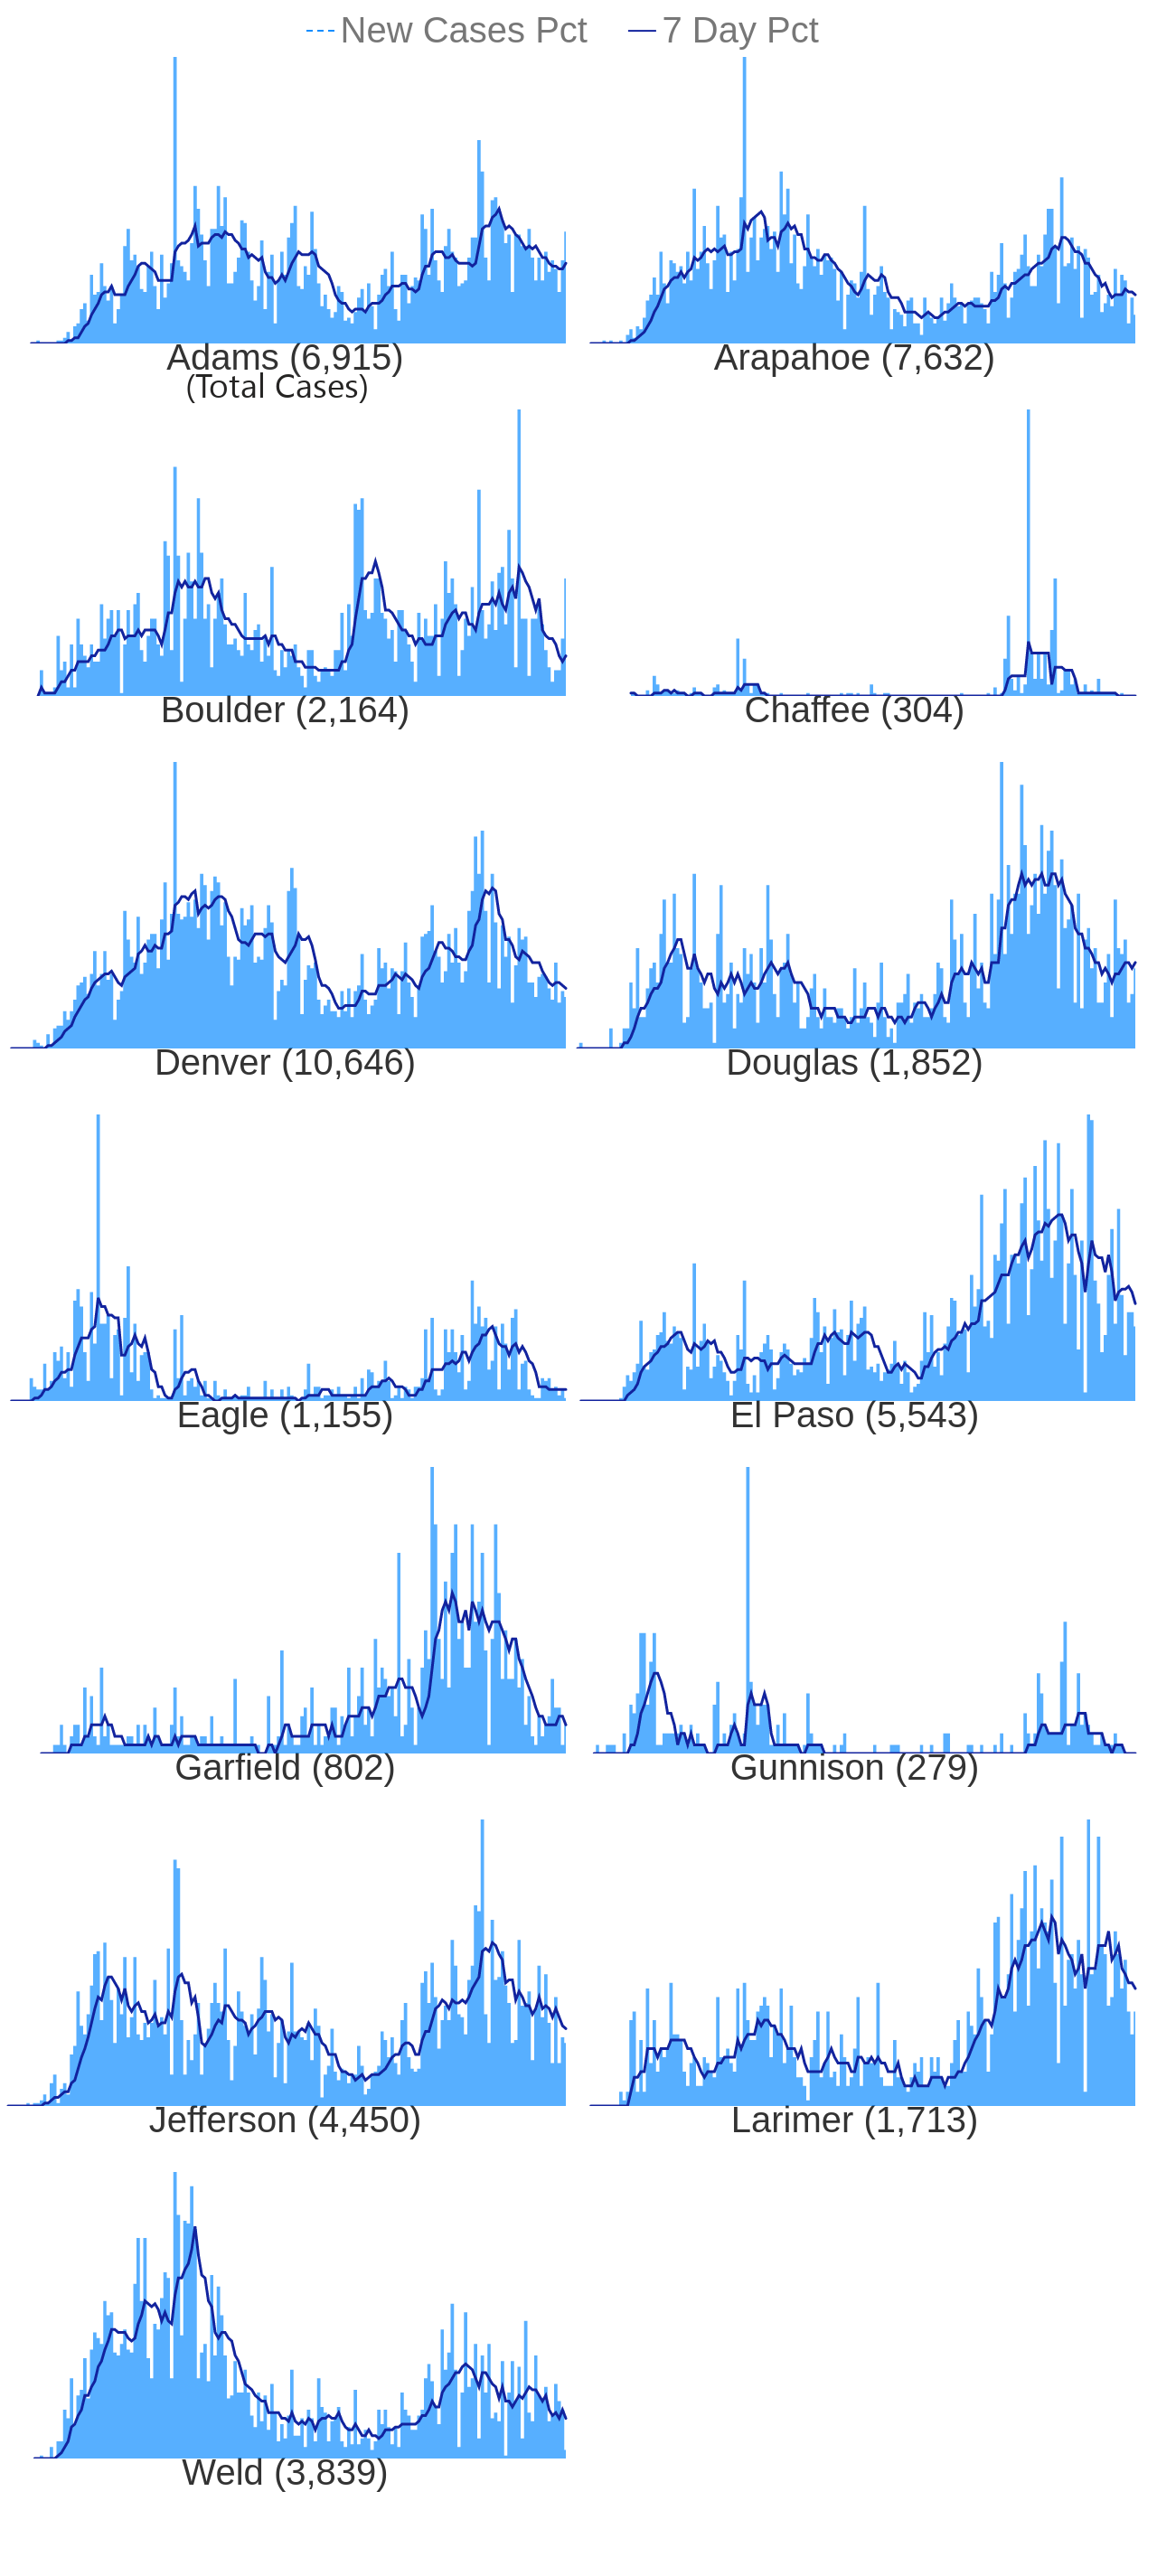 New Cases Pct 7 Day Pct
Adams (6,915) Arapahoe (7,632)
(Total Cases)
Boulder (2,164) Chaffee (304)
Denver (10,646) Douglas (1,852)
Eagle (1,155) El Paso (5,543)
Garfield (802) Gunnison (279)
Jefferson (4,450) Larimer (1,713)
Weld (3,839)